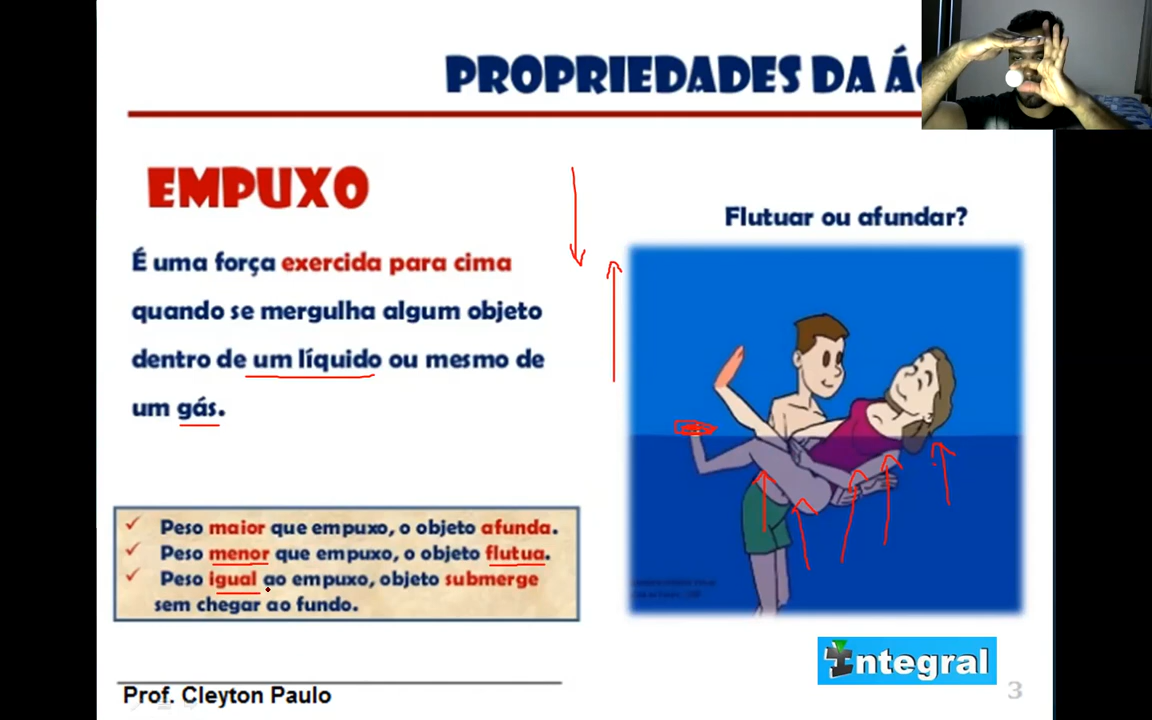 PROPRIEDADES DA
EMPUXO
É uma força exercida para cima
quando se mergulha algum objeto
dentro de um líquido ou mesmo de
um gás.
Flutuar ou afundar?
✓ Peso maior que empuxo, o objeto afunda.
✓ Peso menor que empuxo, o objeto flutua.
✓ Peso igual ao empuxo, objeto submerge
sem chegar ao fundo.
Integral
Prof. Cleyton Paulo
3